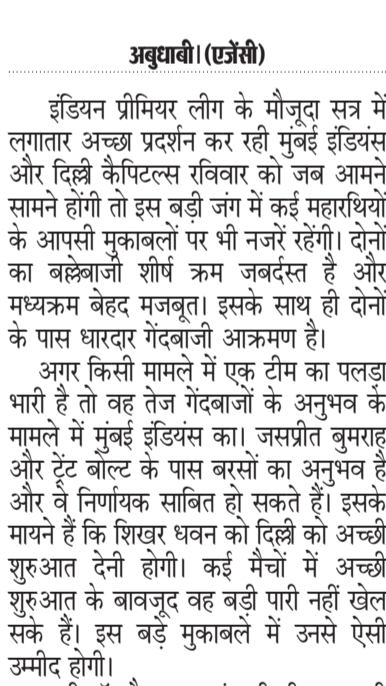 अबुधाबी। (एजेंसी)
इंडियन प्रीमियर लीग के मौजूदा सत्र में
लगातार अच्छा प्रदर्शन कर रही मुंबई इंडियंस
और दिल्ली कैपिटल्स रविवार को जब आमने
सामने होंगी तो इस बड़ी जंग में कई महारथियों
के आपसी मुकाबलों पर भी नजरें रहेंगी। दोनों
का बल्लेबाजी शीर्ष क्रम जबर्दस्त है और
मध्यक्रम बेहद मजबूत। इसके साथ ही दोनों
के पास धारदार गेंदबाजी आक्रमण है।
अगर किसी मामले में एक टीम का पलड़ा
भारी है तो वह तेज गेंदबाजों के अनुभव के
मामले में मुंबई इंडियंस का। जसप्रीत बुमराह
और ट्रेंट बोल्ट के पास बरसों का अनुभव है
और वे निर्णायक साबित हो सकते हैं। इसके
मायने हैं कि शिखर धवन को दिल्ली को अच्छी
शुरुआत देनी होगी। कई मैचों में अच्छी
शुरुआत के बावजूद वह बड़ी पारी नहीं खेल
सके हैं। इस बड़े मुकाबले में उनसे ऐसी
उम्मीद होगी।